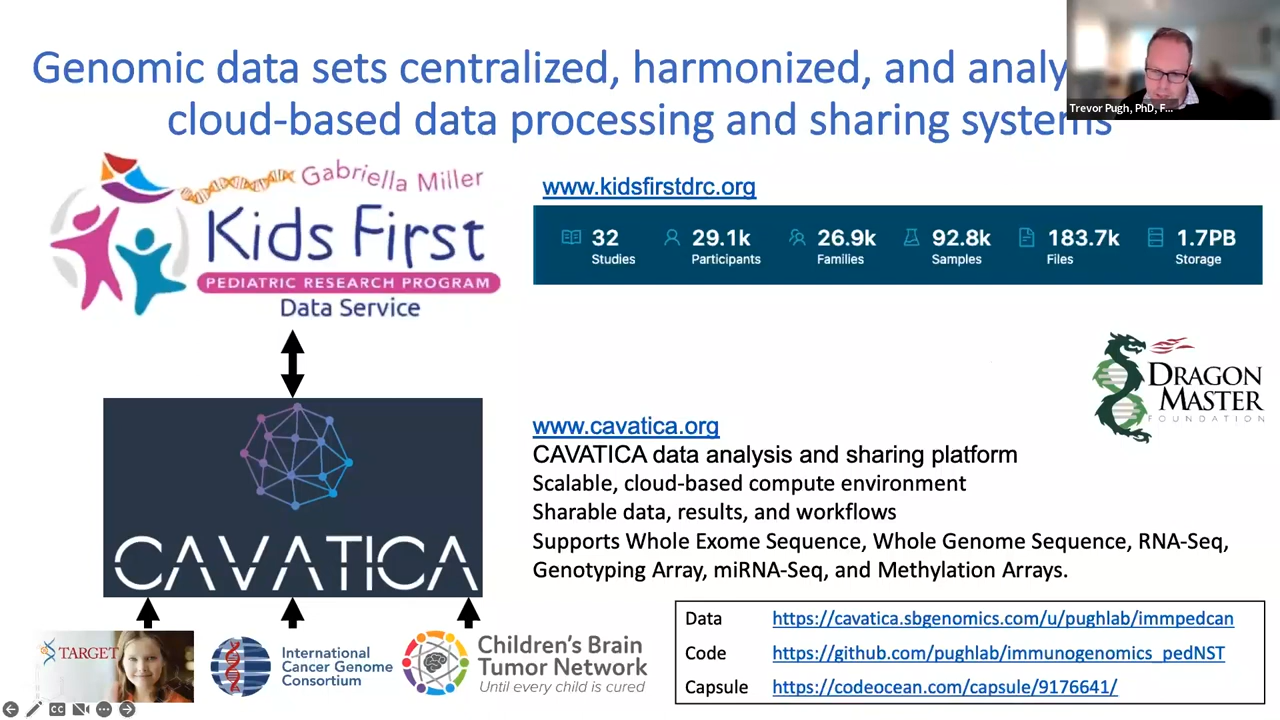 Genomic data sets centralized, harmonized, and analy
cloud-based data processing and sharing systems
Trevor Pugh, PhD, F...
Gabriella Miller
Kids First
PEDIATRIC RESEARCH PROGRAM
Data Service
www.kidsfirstdrc.org
32 29.1k 26.9k 92.8k 183.7k 1.7PB
Studies Participants Families Samples Files Storage
DRAGON
MASTER
FOUNDATION
www.cavatica.org
CAVATICA data analysis and sharing platform
Scalable, cloud-based compute environment
Sharable data, results, and workflows
Supports Whole Exome Sequence, Whole Genome Sequence, RNA-Seq,
Genotyping Array, miRNA-Seq, and Methylation Arrays.
CAVATICA
TARGET
International
Cancer Genome
Consortium
Children's Brain
Tumor Network
Until every child is cured
Data https://cavatica.sbgenomics.com/u/pughlab/immpedcan
Code https://github.com/pughlab/immunogenomics_pedNST
Capsule https://codeocean.com/capsule/9176641/
CC